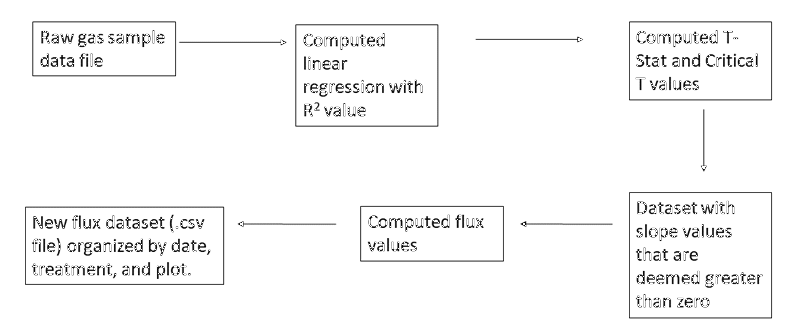 Raw gas sample
data file
Computed
linear
regression with
R² value
Computed T-
Stat and Critical
T values
Dataset with
slope values
that are
deemed greater
than zero
Computed flux
values
New flux dataset (.csv
file) organized by date,
treatment, and plot.